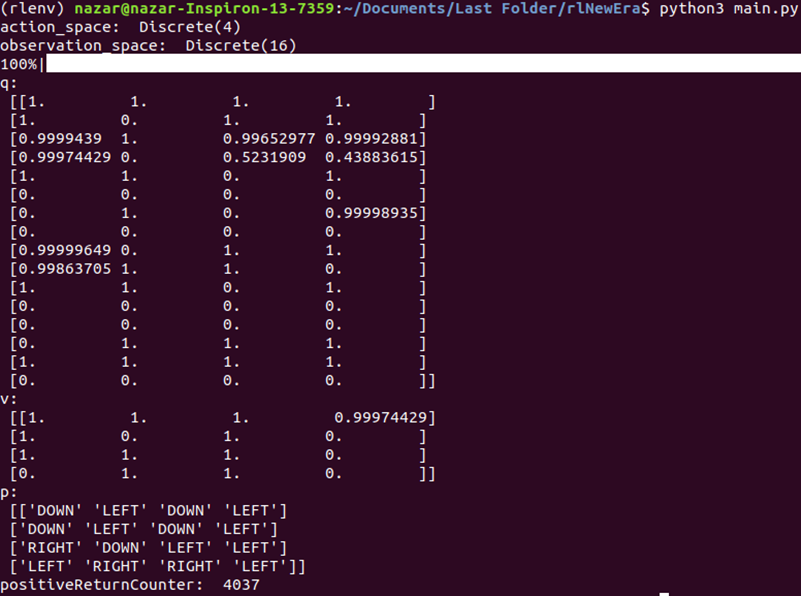 (rlenv) nazar@nazar-Inspiron-13-7359:~/Documents/Last Folder/rlNewEra$ python3 main.py
action_space:  Discrete(4)
observation_space:  Discrete(16)
100%|
q:
 [[1.         1.         1.         1.        ]
 [1.         0.         1.         1.        ]
 [0.9999439  1.         0.99652977 0.99992881]
 [0.99974429 0.         0.5231909  0.43883615]
 [1.         1.         0.         1.        ]
 [0.         0.         0.         0.        ]
 [0.         1.         0.         0.99998935]
 [0.         0.         0.         0.        ]
 [0.99999649 0.         1.         1.        ]
 [0.99863705 1.         1.         0.        ]
 [1.         1.         1.         0.        ]
 [0.         0.         0.         0.        ]
 [0.         0.         0.         0.        ]
 [0.         1.         1.         1.        ]
 [1.         1.         1.         1.        ]
 [0.         0.         0.         0.        ]]
v:
 [[1.         1.         1.         0.99974429]
 [1.         0.         1.         0.        ]
 [1.         1.         1.         0.        ]
 [0.         1.         1.         0.        ]]
p:
 [['DOWN' 'LEFT' 'DOWN' 'LEFT']
 ['DOWN' 'LEFT' 'DOWN' 'LEFT']
 ['RIGHT' 'DOWN' 'LEFT' 'LEFT']
 ['LEFT' 'RIGHT' 'RIGHT' 'LEFT']]
positiveReturnCounter:  4037